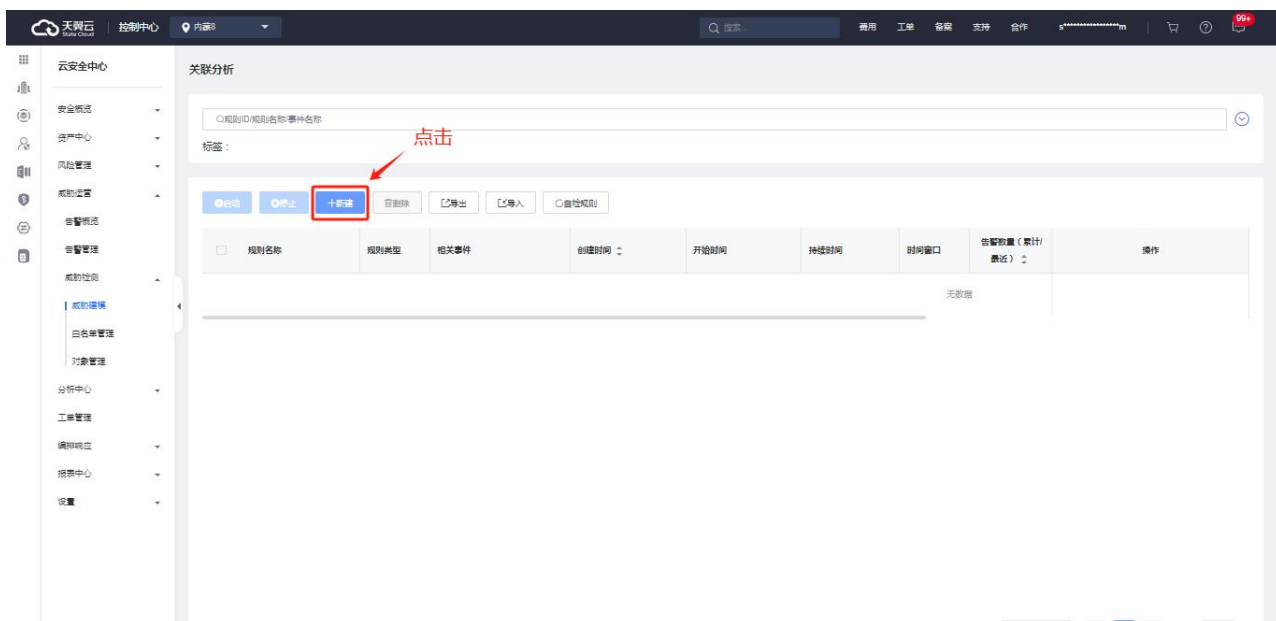 天翼云 State Cloud 控制中心 内蒙8 搜索... 费用 工单 备案 支持 合作 s******************m 99+
云安全中心
安全概览
资产中心
风险管理
威胁运营
告警概览
告警管理
威胁检测
威胁建模
白名单管理
对象管理
分析中心
工单管理
编排响应
报表中心
设置
关联分析
规则ID/规则名称/事件名称
标签：
点击
启动 停止 十新建 删除 导出 导入 自检规则
规则名称 规则类型 相关事件 创建时间 开始时间 持续时间 时间窗口 告警数量（累计/
最近） 操作
无数据